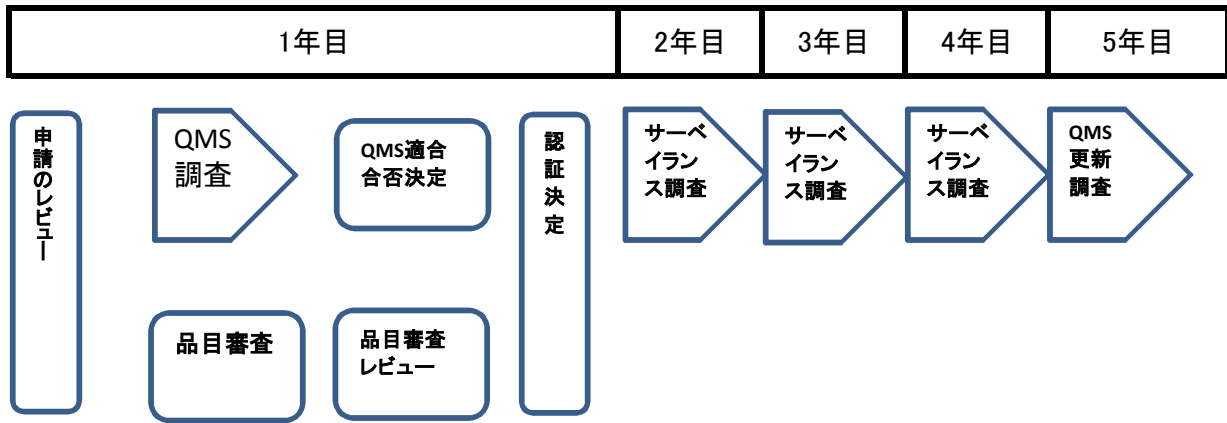 1年目
2年目
3年目
4年目
5年目
申請のレビュー
QMS
調査
QMS適合
合否決定
認証決定
サーベ
イラン
ス調査
サーベ
イラン
ス調査
サーベ
イラン
ス調査
QMS
更新
調査
品目審査
品目審査
レビュー